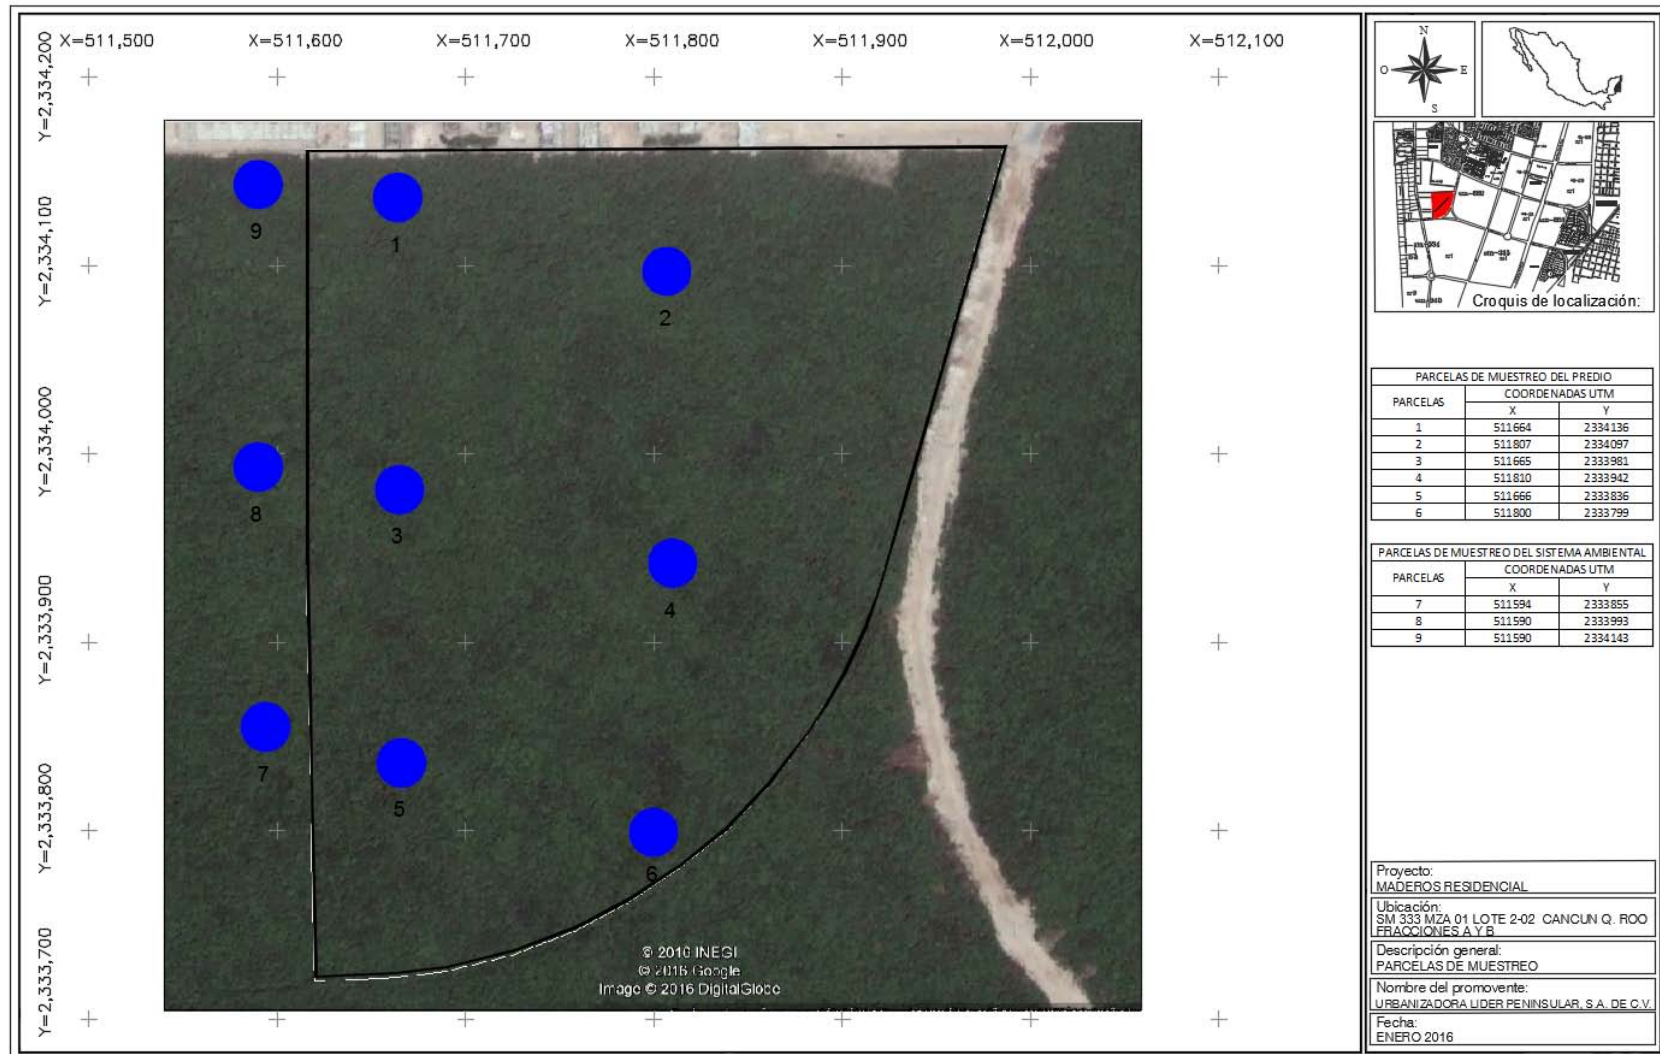 X=511,500 X=511,600 X=511,700 X=511,800 X=511,900 X=512,000 X=512,100
Y=2,334,200
Y=2,334,100
Y=2,334,000
Y=2,333,900
Y=2,333,800
Y=2,333,700
9
1
2
8
3
4
7
5
6
© 2010 INEGI
© 2016 Google
Image © 2016 DigitalGlobe
N
O E
S
Croquis de localización:
PARCELAS DE MUESTREO DEL PREDIO
PARCELAS COORDENADAS UTM
X Y
1 511664 2334136
2 511807 2334097
3 511665 2333981
4 511810 2333942
5 511666 2333836
6 511800 2333799
PARCELAS DE MUESTREO DEL SISTEMA AMBIENTAL
PARCELAS COORDENADAS UTM
X Y
7 511594 2333855
8 511590 2333993
9 511590 2334143
Proyecto:
MADEROS RESIDENCIAL
Ubicación:
SM 333 MZA 01 LOTE 2-02 CANCUN Q. ROO
FRACCIONES A Y B
Descripción general:
PARCELAS DE MUESTREO
Nombre del promovente:
URBANIZADORA LIDER PENINSULAR, S.A. DE C.V.
Fecha:
ENERO 2016